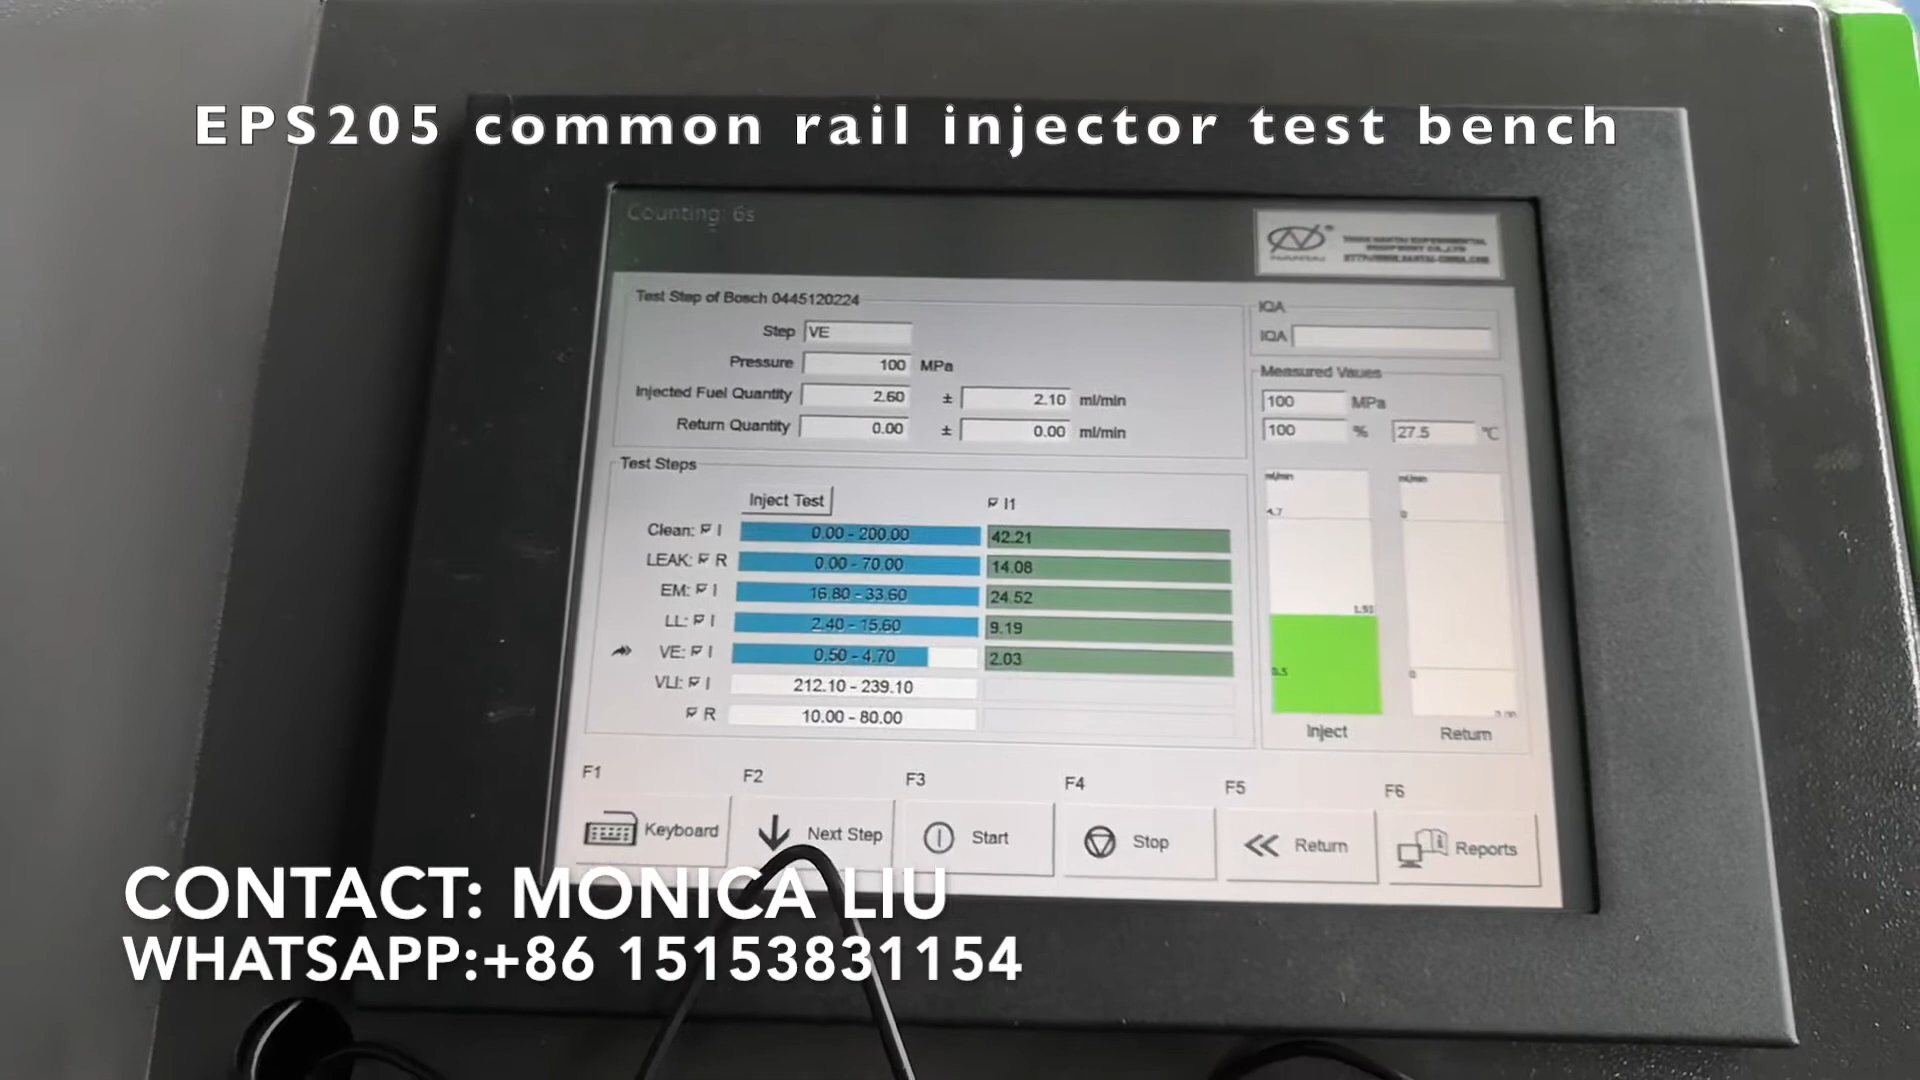 EPS205 common rail injector test bench
Counting: 6s
NANTAI
Test Step of Bosch 0445120224
Step VE
Pressure 100 MPa
Injected Fuel Quantity 2.60 ± 2.10 ml/min
Return Quantity 0.00 ± 0.00 ml/min
IQA
IQA
Measured Vaues
100 MPa
100 % 27.5 °C
Test Steps
Inject Test I1
Clean: I 0.00 - 200.00 42.21
LEAK: R 0.00 - 70.00 14.08
EM: I 16.80 - 33.60 24.52
LL: I 2.40 - 15.60 9.19
VE: I 0.50 - 4.70 2.03
VLI: I 212.10 - 239.10
R 10.00 - 80.00
ml/min ml/min
4.7 0
1.93
0.5 0
Inject Return
F1 F2 F3 F4 F5 F6
Keyboard Next Step Start Stop Return Reports
CONTACT: MONICA LIU
WHATSAPP:+86 15153831154